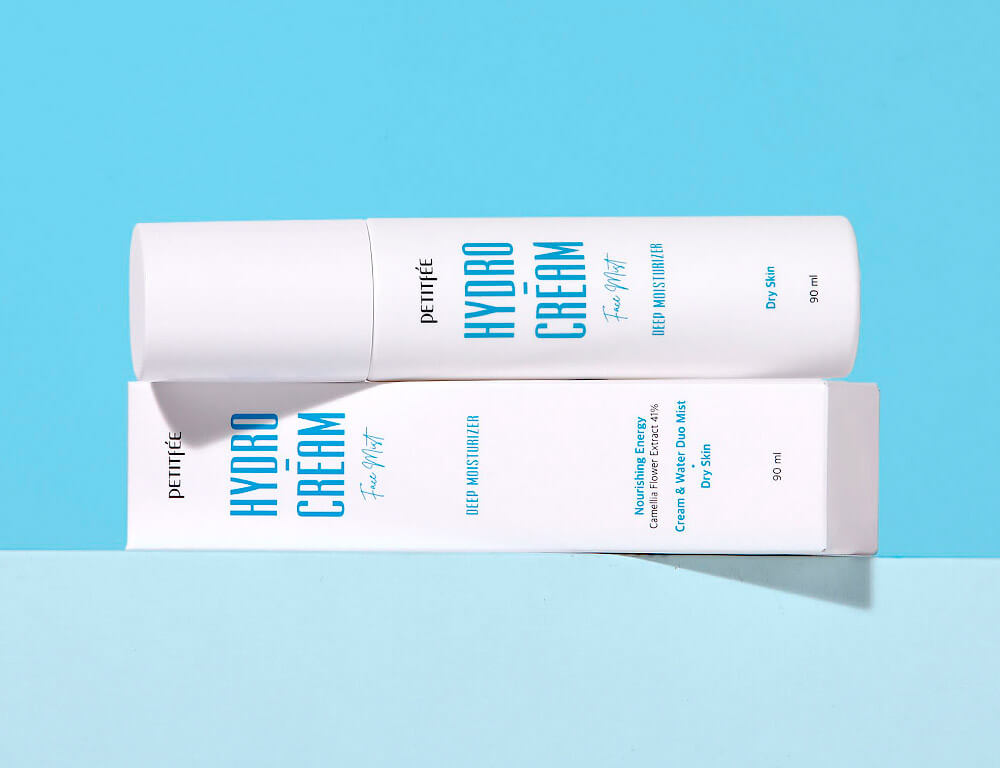 PETITFÉE
HYDRO
CRĒAM
Face Mist
DEEP MOISTURIZER
Dry Skin
90 ml
PETITFÉE
HYDRO
CRĒAM
Face Mist
DEEP MOISTURIZER
Nourishing Energy
Camellia Flower Extract 41%
Cream & Water Duo Mist
•
Dry Skin
90 ml